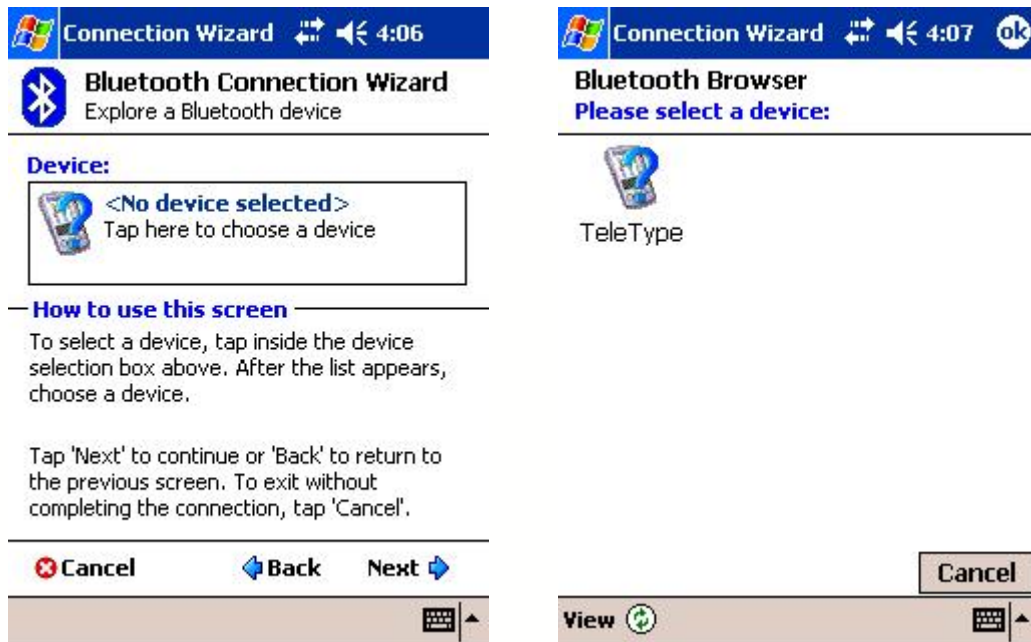 Connection Wizard 4:06
Bluetooth Connection Wizard
Explore a Bluetooth device
Device:
<No device selected>
Tap here to choose a device
How to use this screen
To select a device, tap inside the device
selection box above. After the list appears,
choose a device.
Tap 'Next' to continue or 'Back' to return to
the previous screen. To exit without
completing the connection, tap 'Cancel'.
Cancel Back Next
Connection Wizard 4:07 ok
Bluetooth Browser
Please select a device:
TeleType
Cancel
View